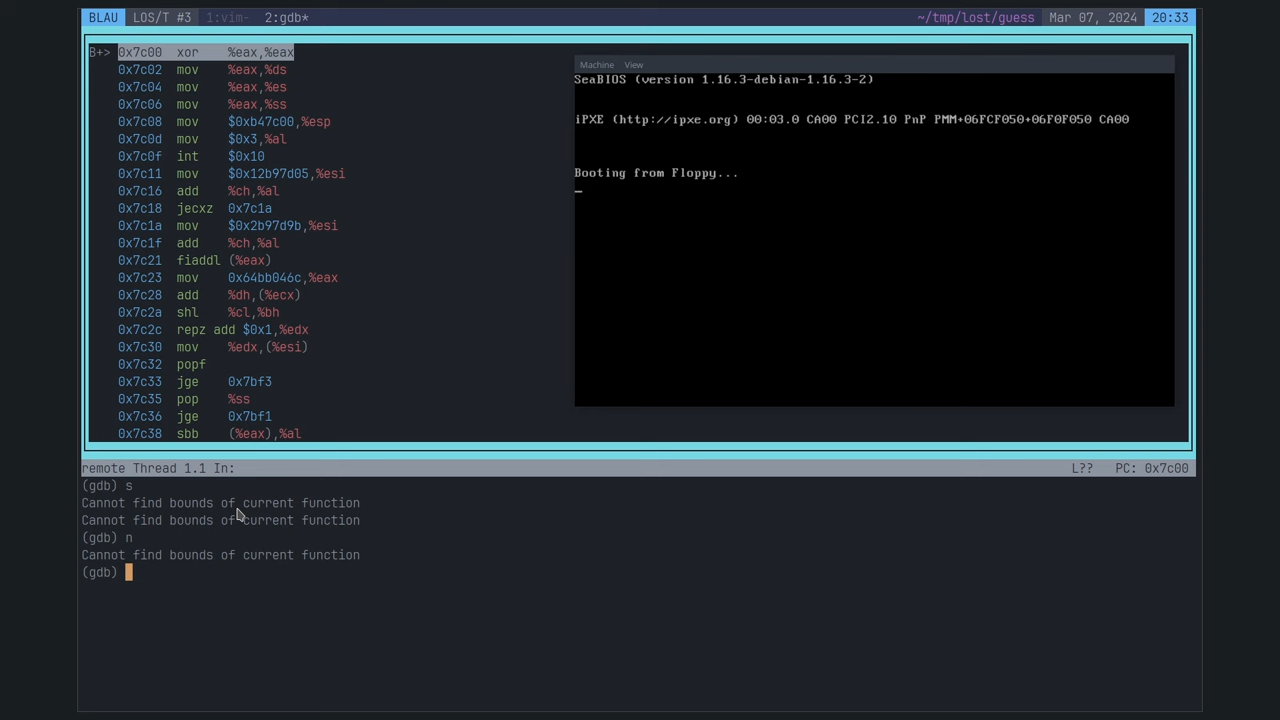 BLAU LOS/T #3 1:vim- 2:gdb* ~/tmp/lost/guess Mar 07, 2024 20:33
B+> 0x7c00 xor %eax,%eax
0x7c02 mov %eax,%ds
0x7c04 mov %eax,%es
0x7c06 mov %eax,%ss
0x7c08 mov $0xb47c00,%esp
0x7c0d mov $0x3,%al
0x7c0f int $0x10
0x7c11 mov $0x12b97d05,%esi
0x7c16 add %ch,%al
0x7c18 jecxz 0x7c1a
0x7c1a mov $0x2b97d9b,%esi
0x7c1f add %ch,%al
0x7c21 fiaddl (%eax)
0x7c23 mov 0x64bb046c,%eax
0x7c28 add %dh,(%ecx)
0x7c2a shl %cl,%bh
0x7c2c repz add $0x1,%edx
0x7c30 mov %edx,(%esi)
0x7c32 popf
0x7c33 jge 0x7bf3
0x7c35 pop %ss
0x7c36 jge 0x7bf1
0x7c38 sbb (%eax),%al
Machine View
SeaBIOS (version 1.16.3-debian-1.16.3-2)
iPXE (http://ipxe.org) 00:03.0 CA00 PCI2.10 PnP PMM+06FCF050+06F0F050 CA00
Booting from Floppy...
remote Thread 1.1 In: L?? PC: 0x7c00
(gdb) s
Cannot find bounds of current function
Cannot find bounds of current function
(gdb) n
Cannot find bounds of current function
(gdb)